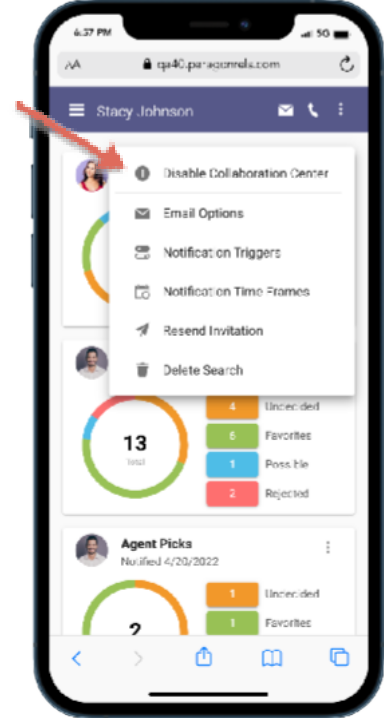 6:37 PM
5G
AA
qa40.paragonrels.com
Stacy Johnson
Disable Collaboration Center
Email Options
Notification Triggers
Notification Time Frames
Resend Invitation
Delete Search
13
Total
4 Undecided
6 Favorites
1 Possible
2 Rejected
Agent Picks
Notified 4/20/2022
2
1 Undecided
1 Favorites